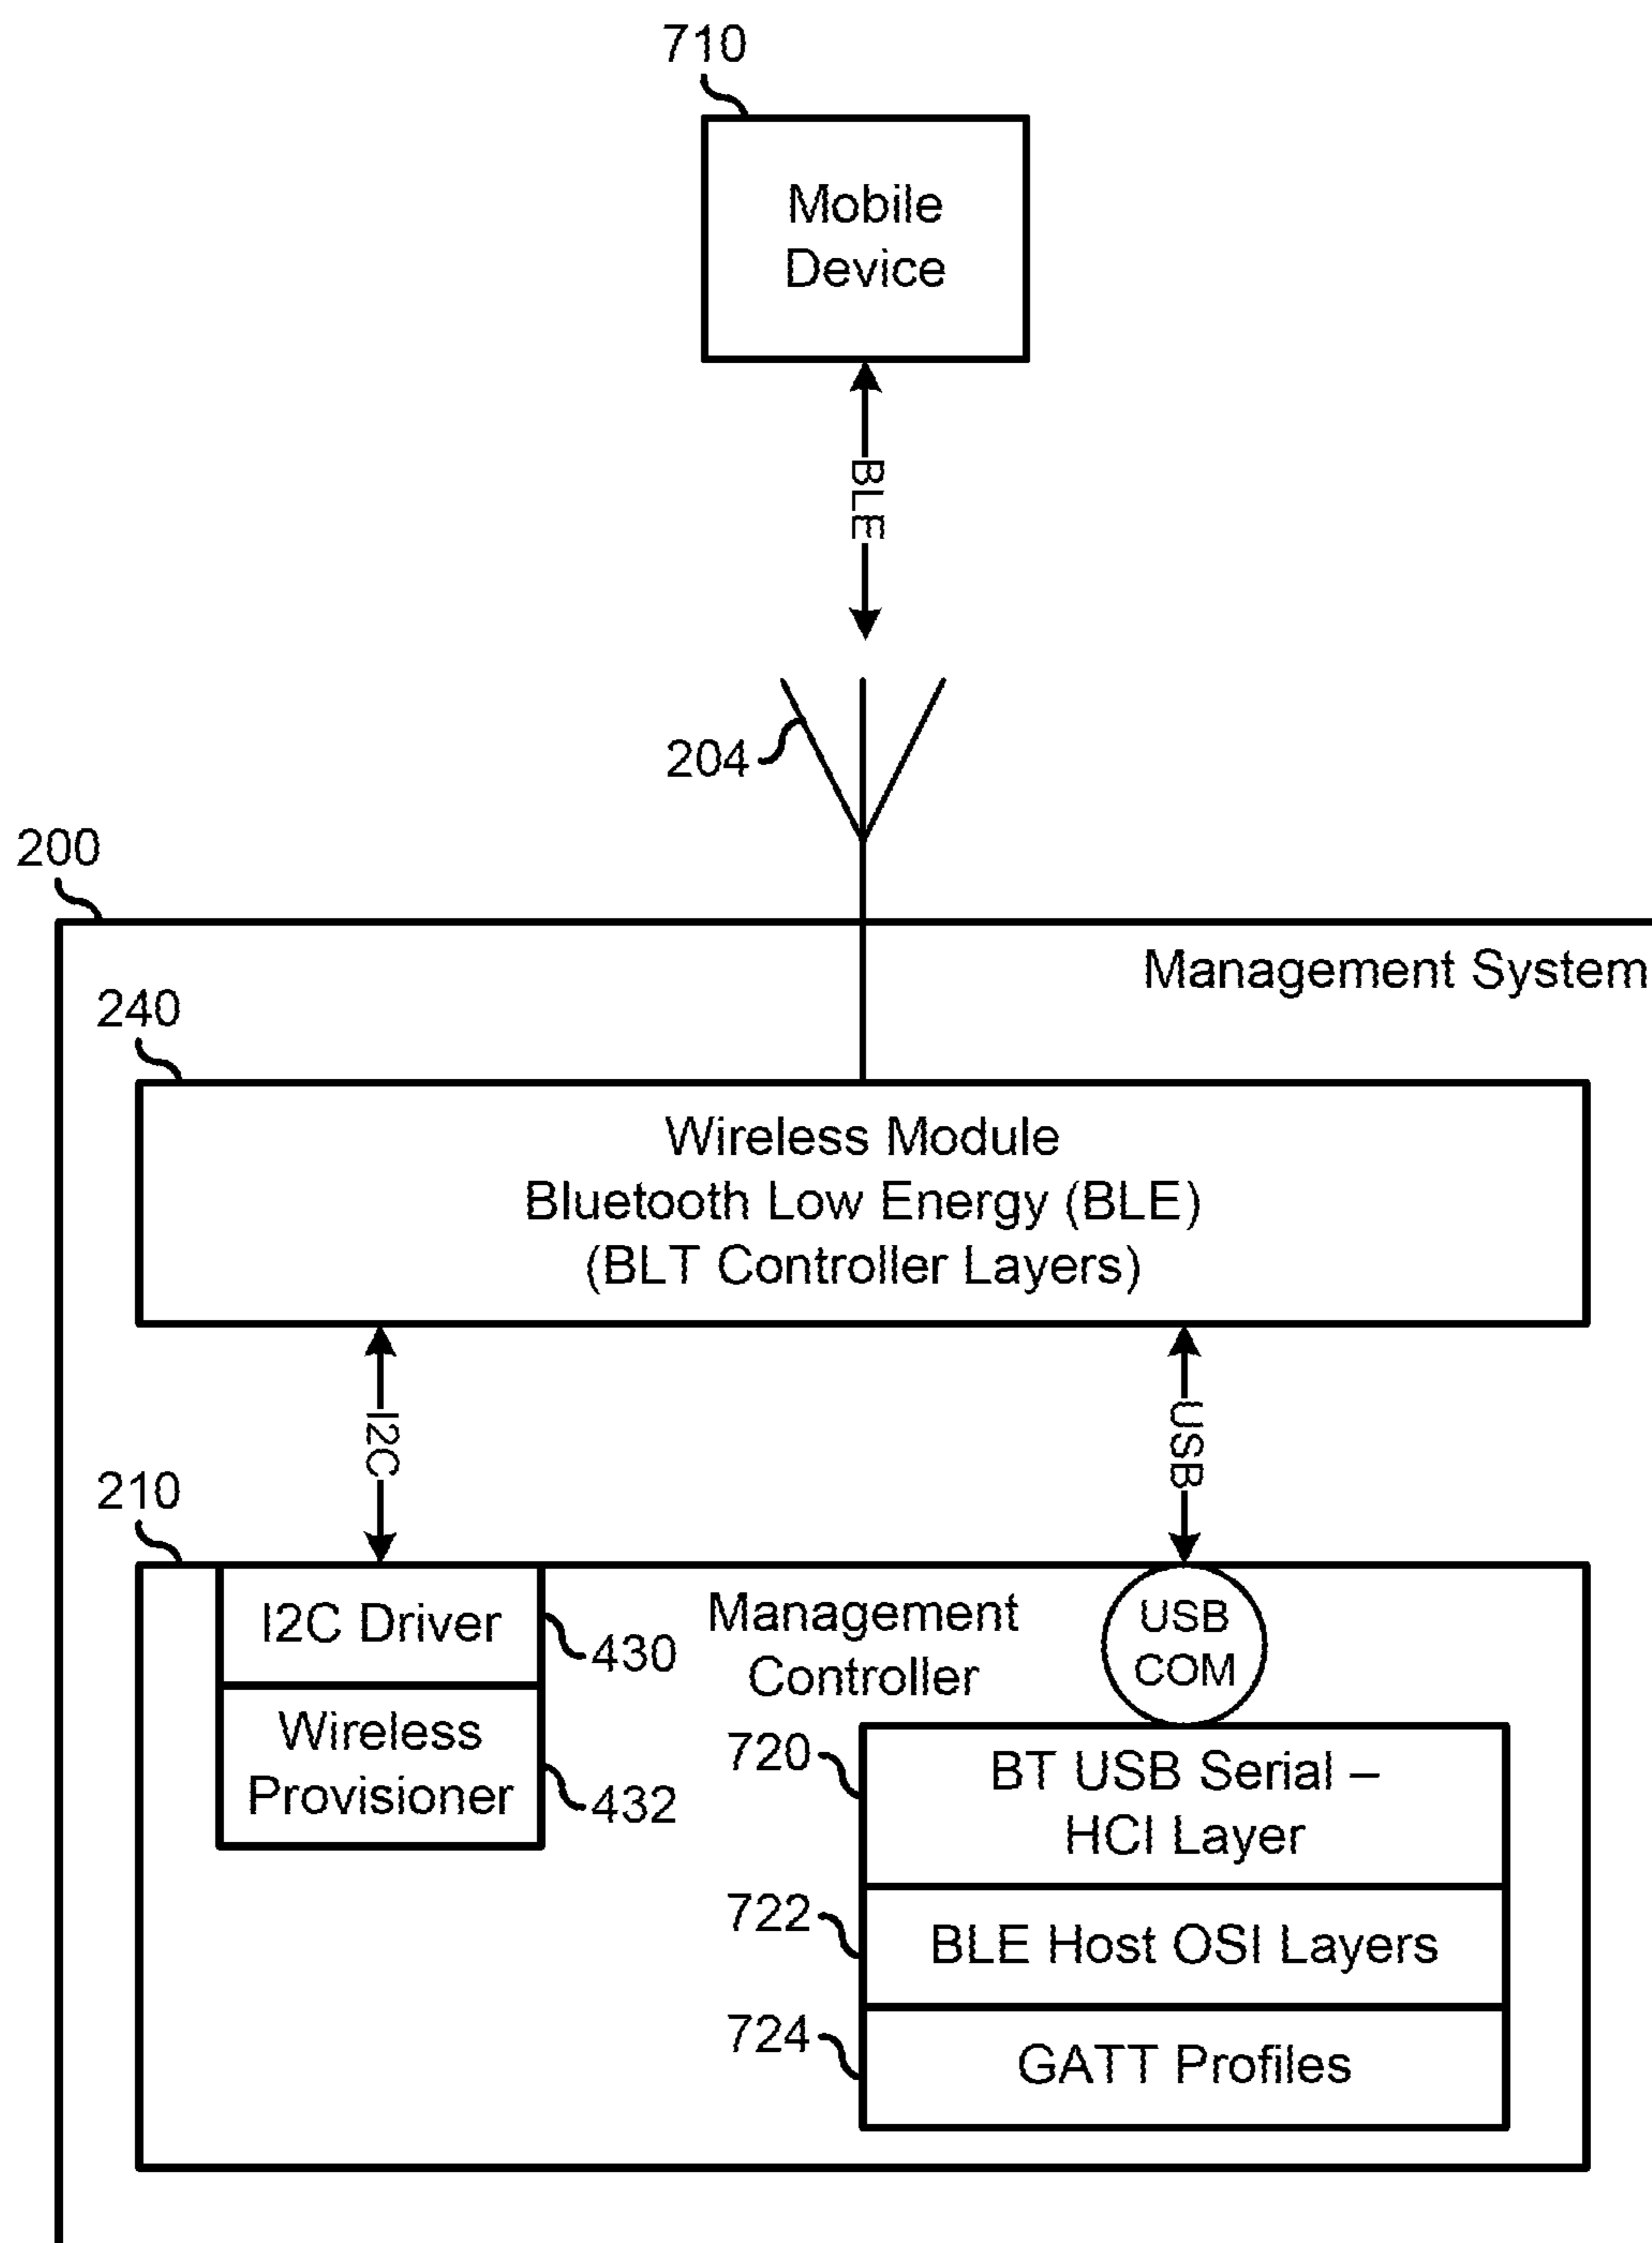 710
Mobile
Device
BLE
204
200
Management System
240
Wireless Module
Bluetooth Low Energy (BLE)
(BLT Controller Layers)
I2C
USB
210
I2C Driver
430
Wireless
Provisioner
432
Management
Controller
USB
COM
720
BT USB Serial –
HCI Layer
722
BLE Host OSI Layers
724
GATT Profiles